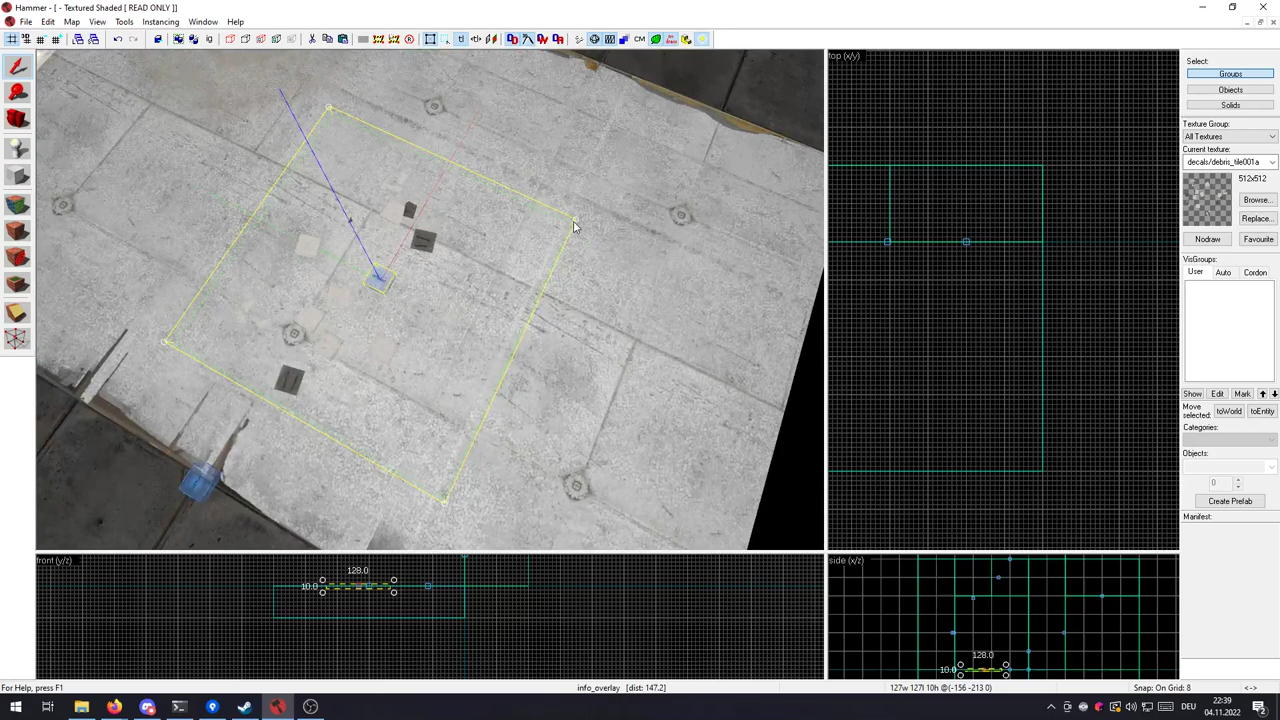 Hammer - [ - Textured Shaded [ READ ONLY ]]
File Edit Map View Tools Instancing Window Help
IG
CM
top (x/y)
Select:
Groups
Objects
Solids
Texture Group:
All Textures
Current texture:
decals/debris_tile001a
512x512
Browse...
Replace...
Nodraw Favourite
VisGroups:
User Auto Cordon
Show Edit Mark
Move selected:
toWorld toEntity
Categories:
Objects:
0
Create Prefab
Manifest:
front (y/z)
128.0
10.0
side (x/z)
128.0
10.0
For Help, press F1
info_overlay [dist: 147.2]
127w 127l 10h @(-156 -213 0)
Snap: On Grid: 8
<->
DEU
22:39
04.11.2022
2